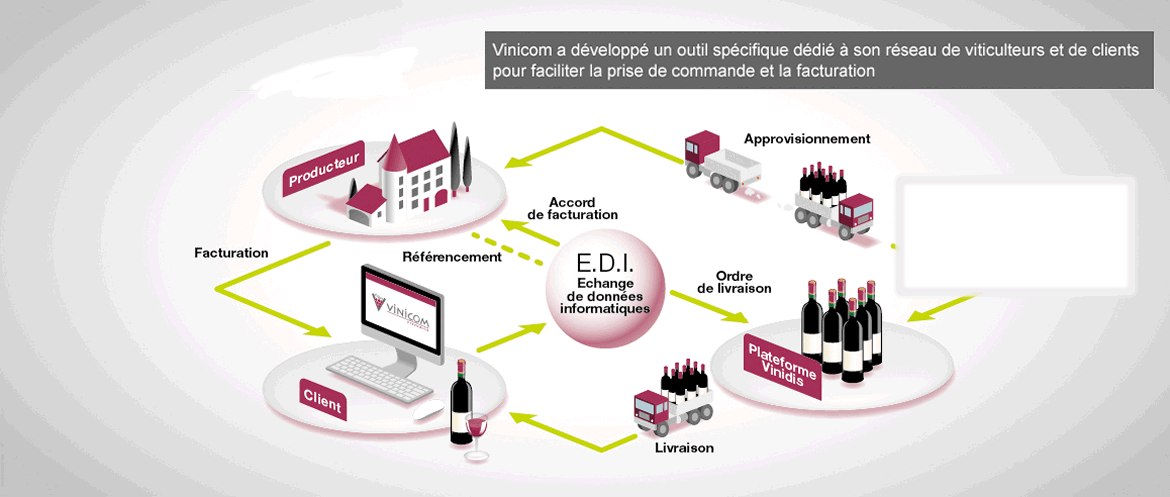 Vinicom a développé un outil spécifique dédié à son réseau de viticulteurs et de clients
pour faciliter la prise de commande et la facturation
Approvisionnement
Producteur
Accord
de facturation
Facturation
Référencement
E.D.I.
Echange
de données
informatiques
Ordre
de livraison
VINICOM
Plateforme
Vinidis
Client
Livraison